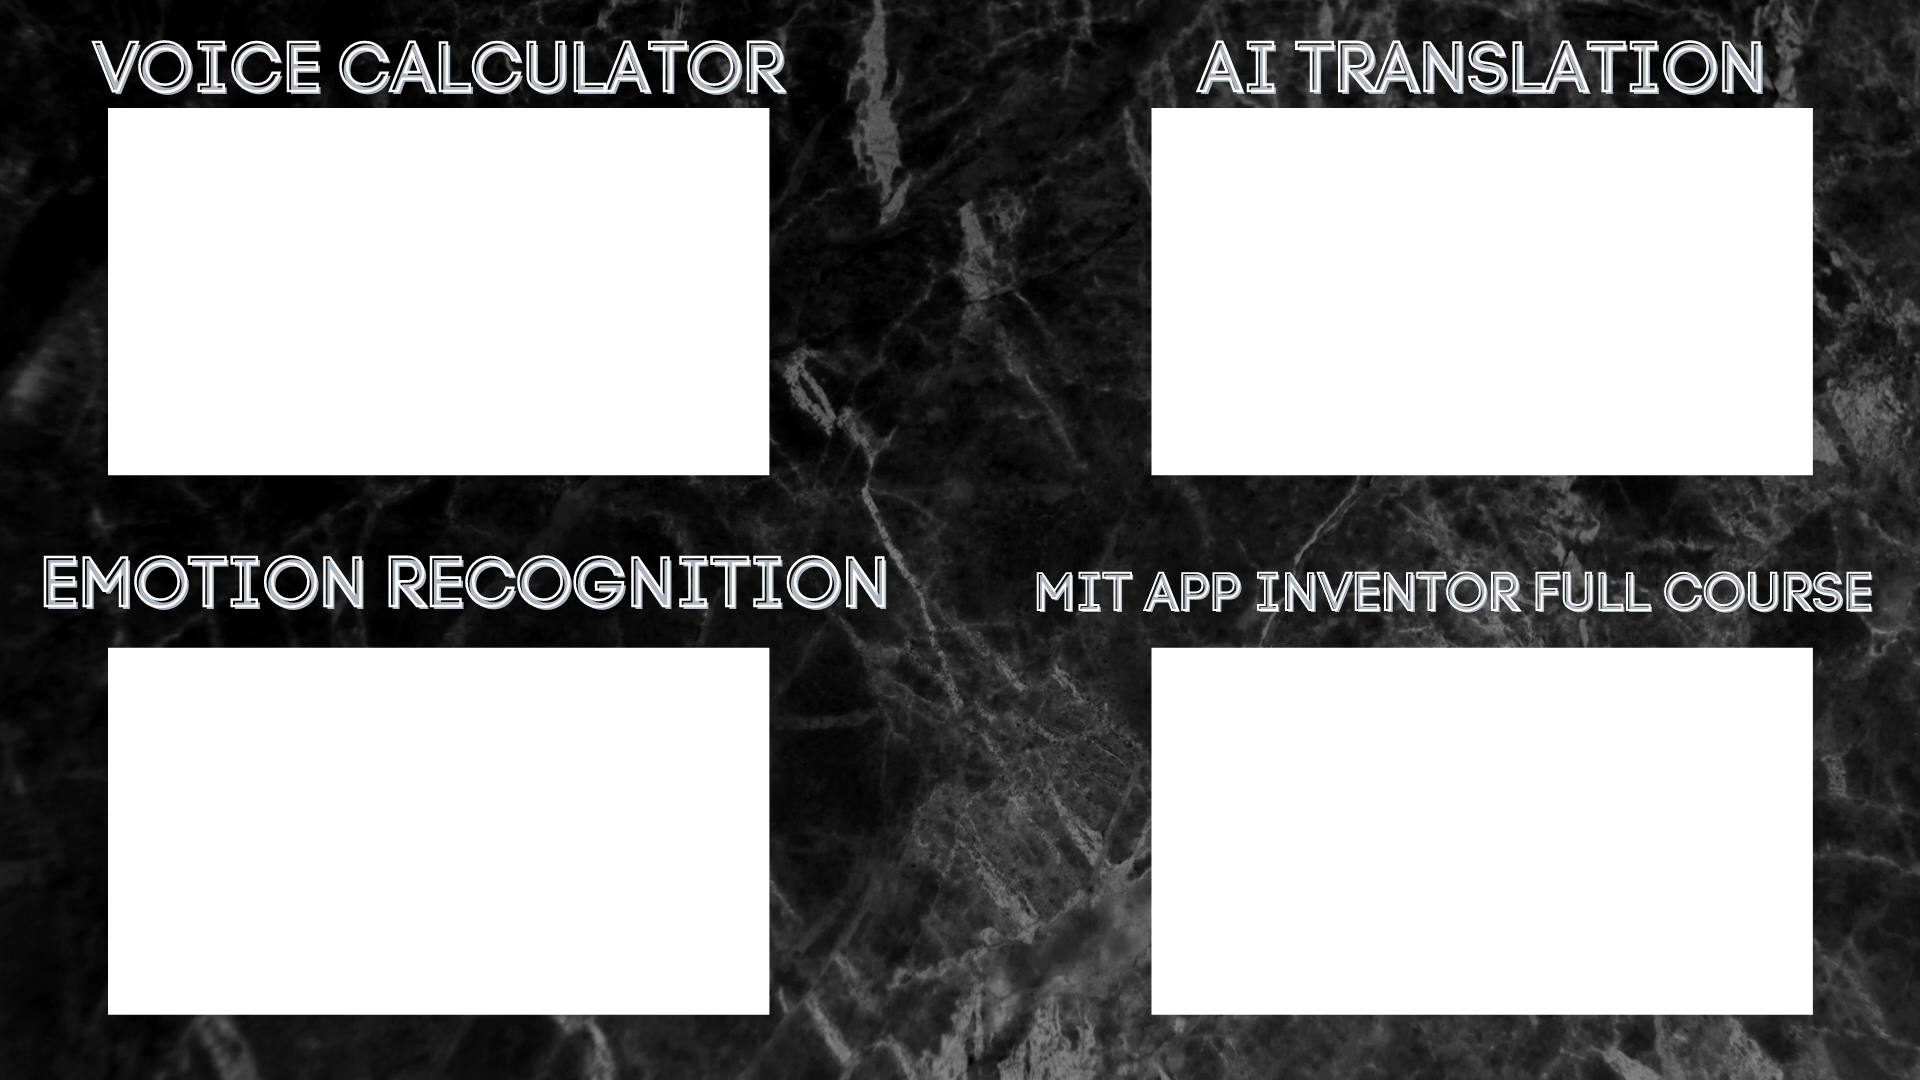 VOICE CALCULATOR
AI TRANSLATION
EMOTION RECOGNITION
MIT APP INVENTOR FULL COURSE